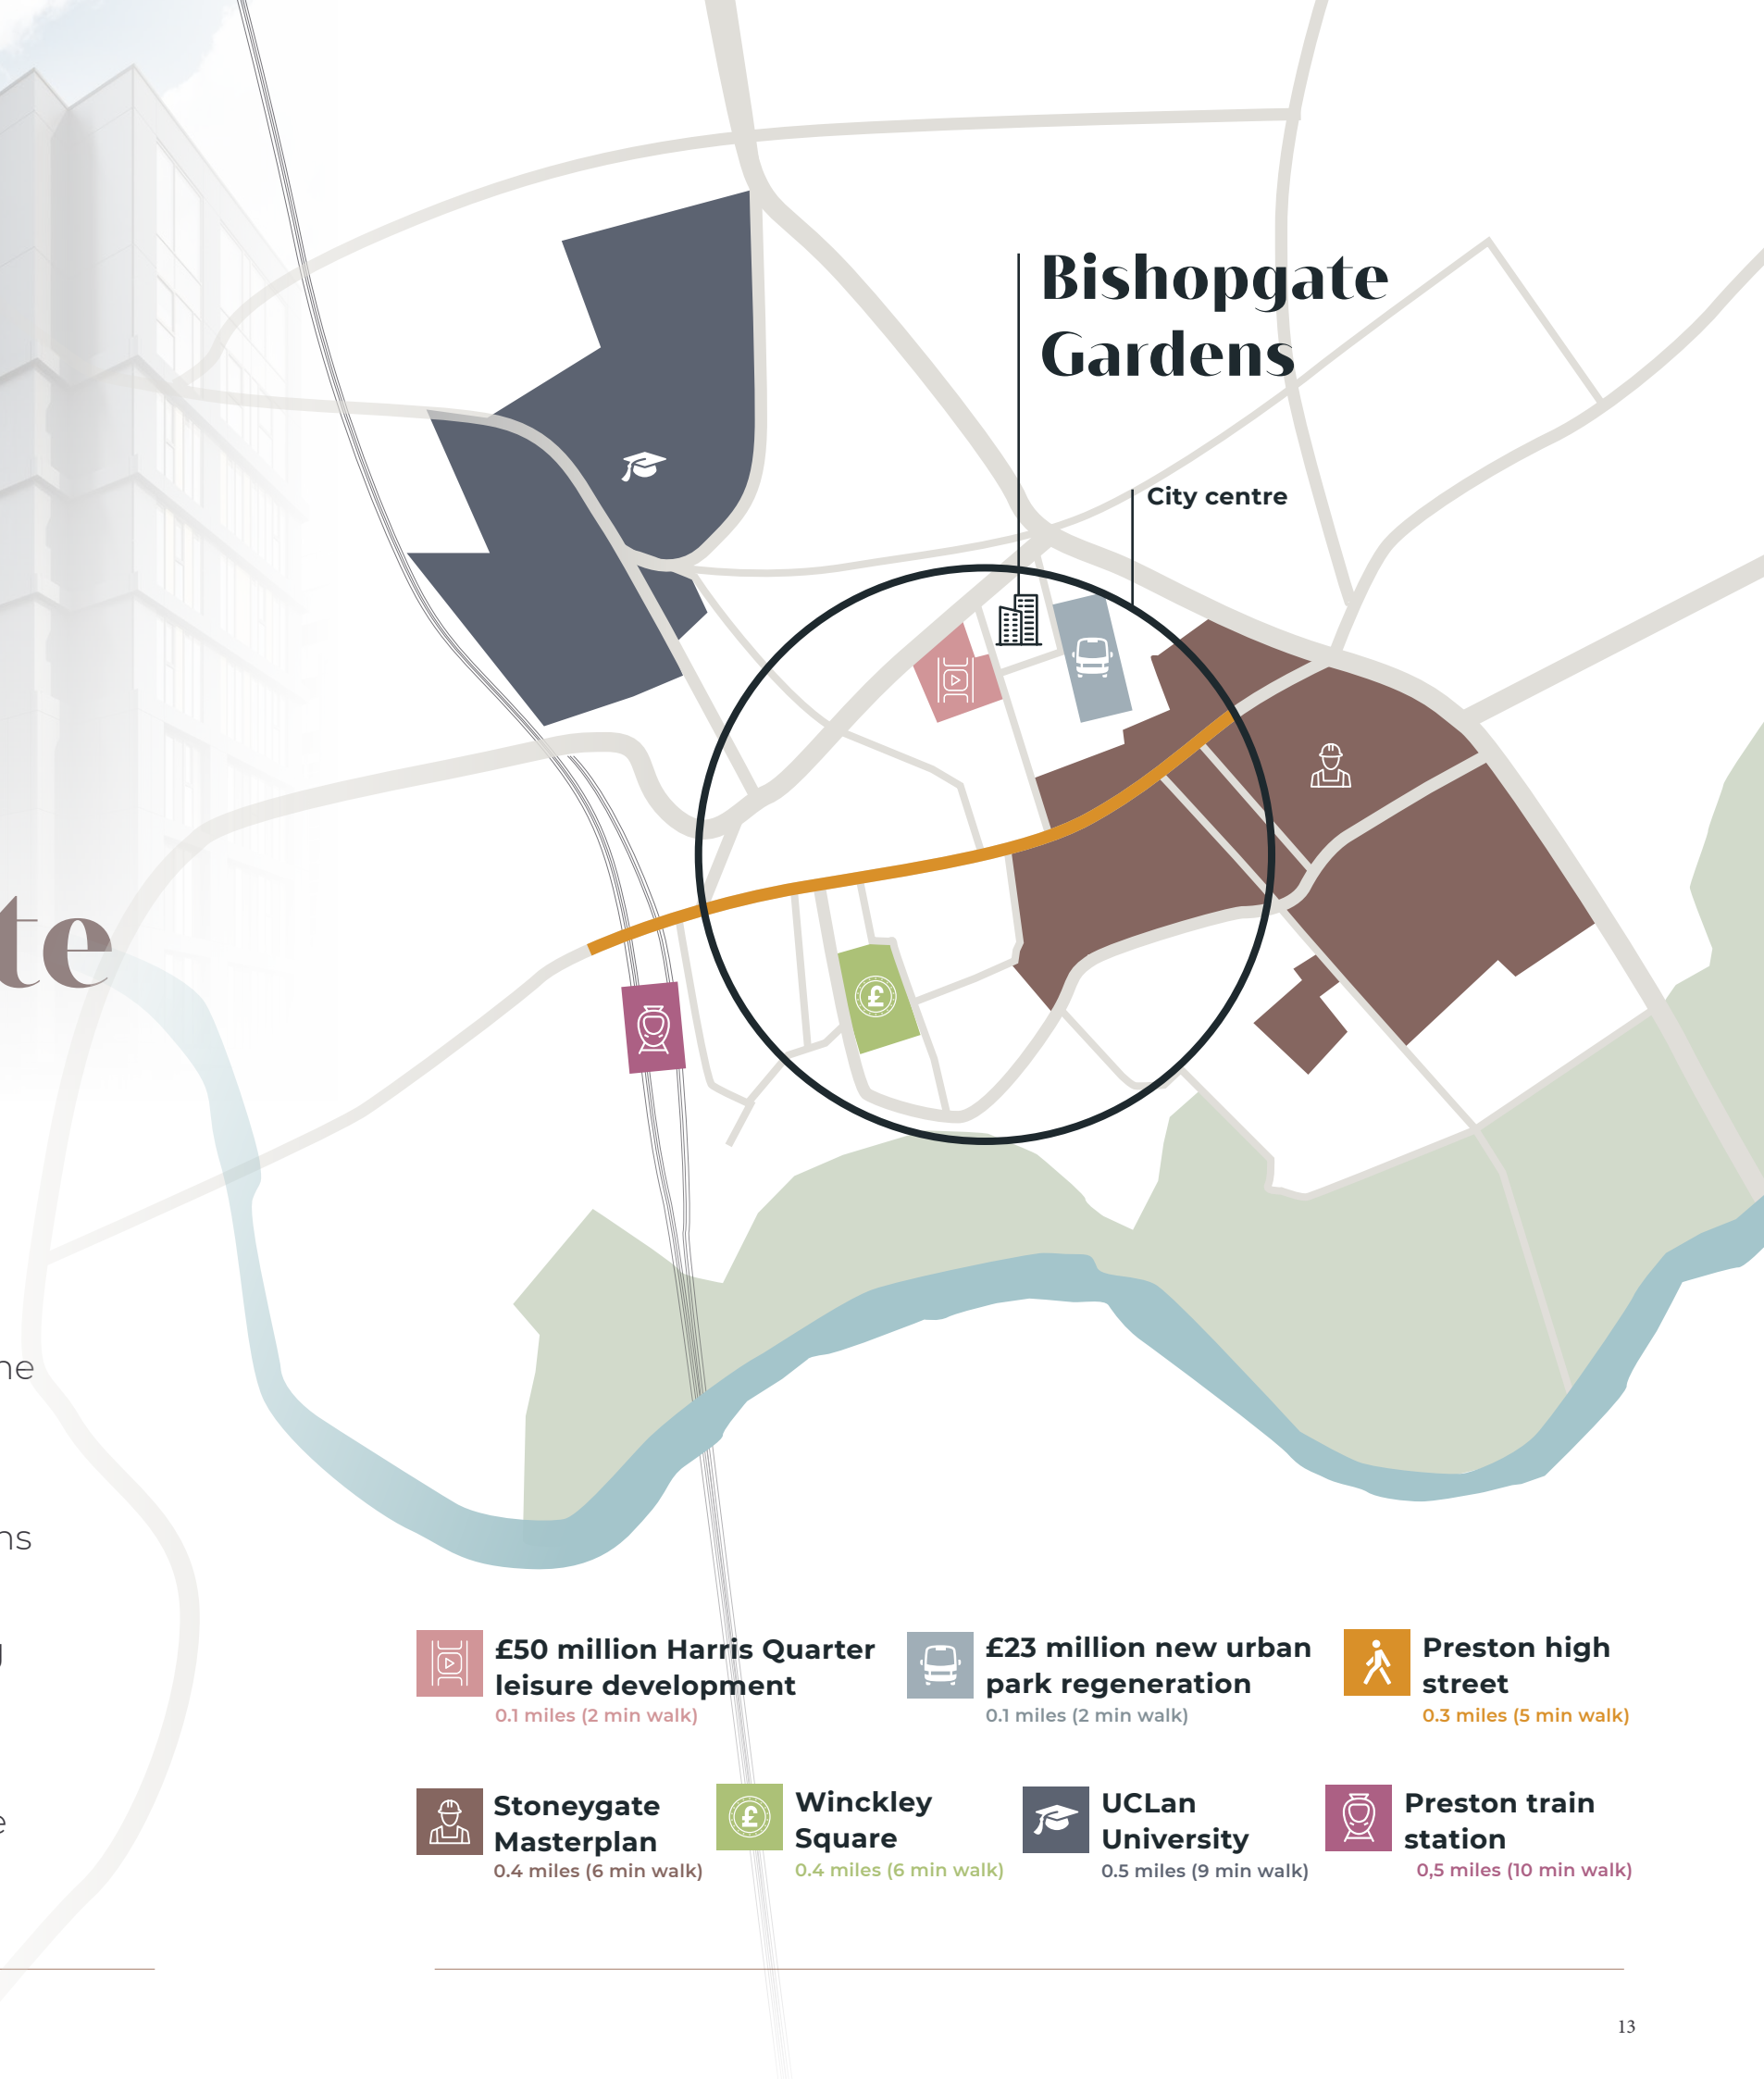 Bishopgate
Gardens
City centre
te
ne
ns
g
e
£50 million Harris Quarter
leisure development
0.1 miles (2 min walk)
£23 million new urban
park regeneration
0.1 miles (2 min walk)
Preston high
street
0.3 miles (5 min walk)
Stoneygate
Masterplan
0.4 miles (6 min walk)
Winckley
Square
0.4 miles (6 min walk)
UCLan
University
0.5 miles (9 min walk)
Preston train
station
0,5 miles (10 min walk)
13